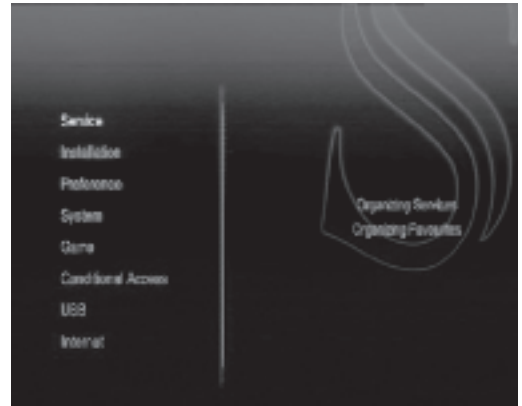 Service
Installation
Preference
System
Game
Conditional Access
USB
Internet
Organizing Services
Organizing Favourites